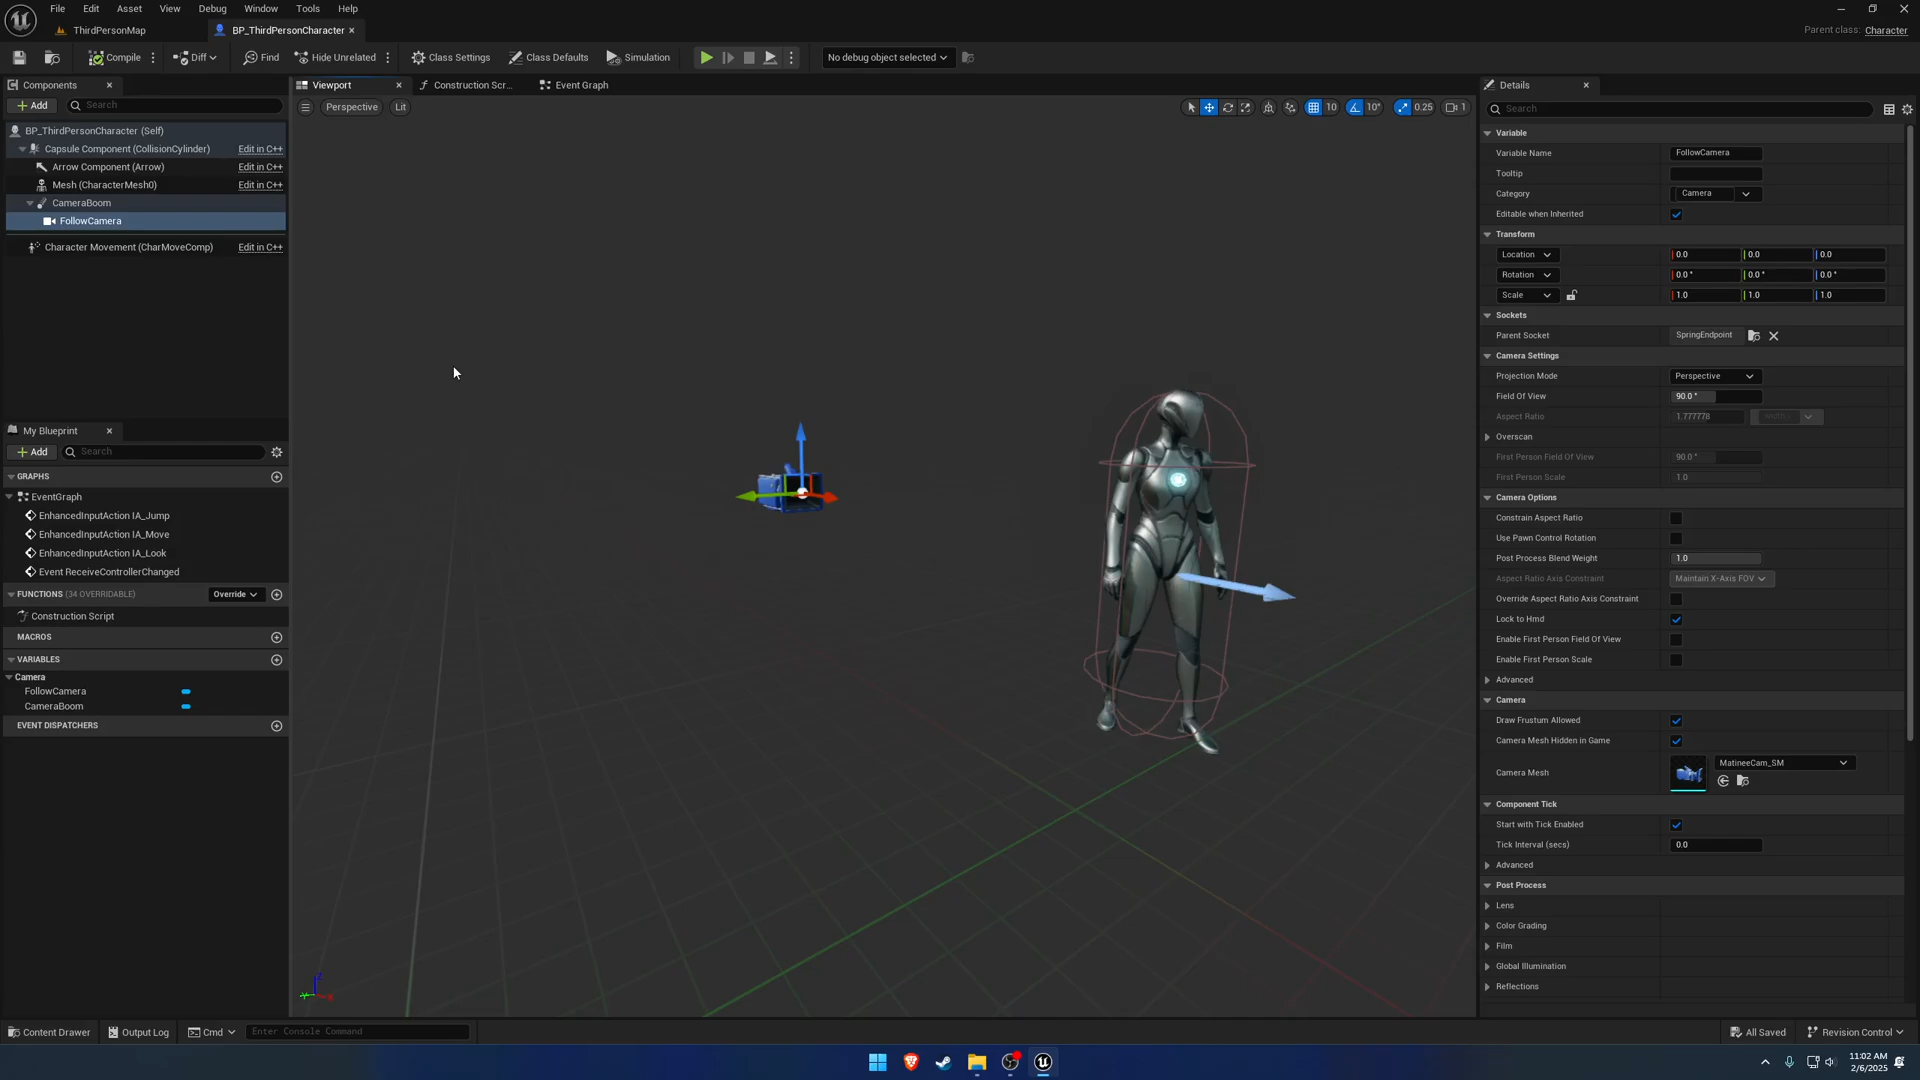 File Edit Asset View Debug Window Tools Help
ThirdPersonMap BP_ThirdPersonCharacter Parent class: Character
Compile Diff Find Hide Unrelated Class Settings Class Defaults Simulation No debug object selected
Components
Add Search
BP_ThirdPersonCharacter (Self)
Capsule Component (CollisionCylinder) Edit in C++
Arrow Component (Arrow) Edit in C++
Mesh (CharacterMesh0) Edit in C++
CameraBoom
FollowCamera
Character Movement (CharMoveComp) Edit in C++
My Blueprint
Add Search
GRAPHS
EventGraph
EnhancedInputAction IA_Jump
EnhancedInputAction IA_Move
EnhancedInputAction IA_Look
Event ReceiveControllerChanged
FUNCTIONS (34 OVERRIDABLE) Override
Construction Script
MACROS
VARIABLES
Camera
FollowCamera
CameraBoom
EVENT DISPATCHERS
Viewport Construction Scr... Event Graph
Perspective Lit 10 10° 0.25 1
Details
Search
Variable
Variable Name FollowCamera
Tooltip
Category Camera
Editable when Inherited
Transform
Location 0.0 0.0 0.0
Rotation 0.0 ° 0.0 ° 0.0 °
Scale 1.0 1.0 1.0
Sockets
Parent Socket SpringEndpoint
Camera Settings
Projection Mode Perspective
Field Of View 90.0 °
Aspect Ratio 1.777778
Overscan
First Person Field Of View 90.0 °
First Person Scale 1.0
Camera Options
Constrain Aspect Ratio
Use Pawn Control Rotation
Post Process Blend Weight 1.0
Aspect Ratio Axis Constraint Maintain X-Axis FOV
Override Aspect Ratio Axis Constraint
Lock to Hmd
Enable First Person Field Of View
Enable First Person Scale
Advanced
Camera
Draw Frustum Allowed
Camera Mesh Hidden in Game
Camera Mesh MatineeCam_SM
Component Tick
Start with Tick Enabled
Tick Interval (secs) 0.0
Advanced
Post Process
Lens
Color Grading
Film
Global Illumination
Reflections
Content Drawer Output Log Cmd Enter Console Command All Saved Revision Control
11:02 AM
2/6/2025